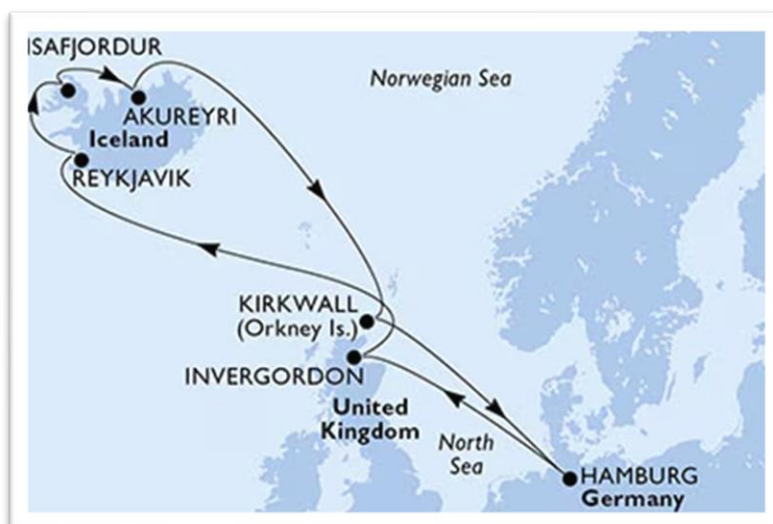 ISAFJORDUR
Norwegian Sea
AKUREYRI
Iceland
REYKJAVIK
KIRKWALL
(Orkney Is.)
INVERGORDON
United
Kingdom
North
Sea
HAMBURG
Germany